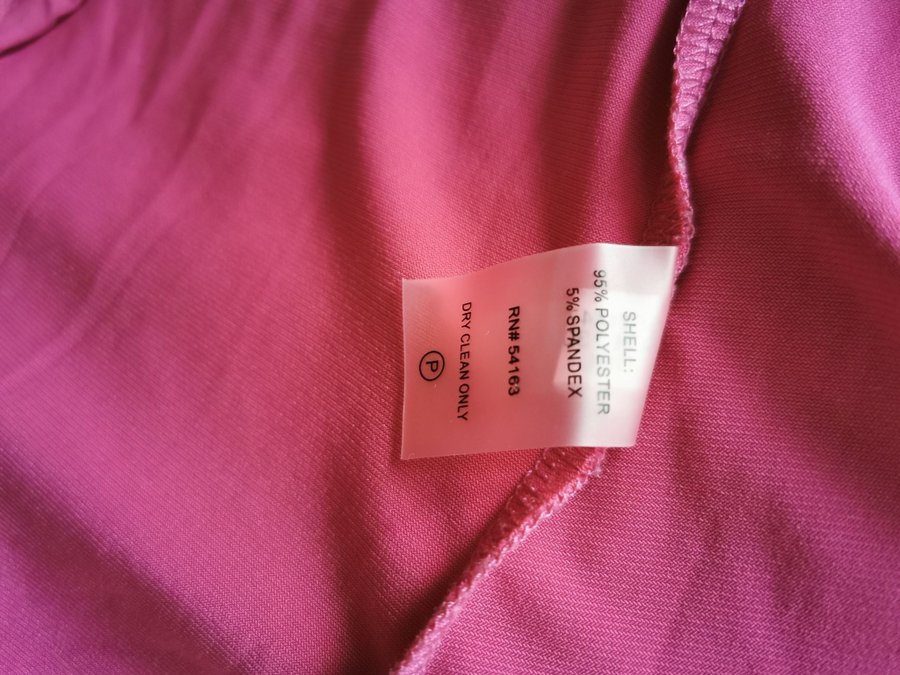 SHELL:
95% POLYESTER
5% SPANDEX
RN# 54163
DRY CLEAN ONLY
P